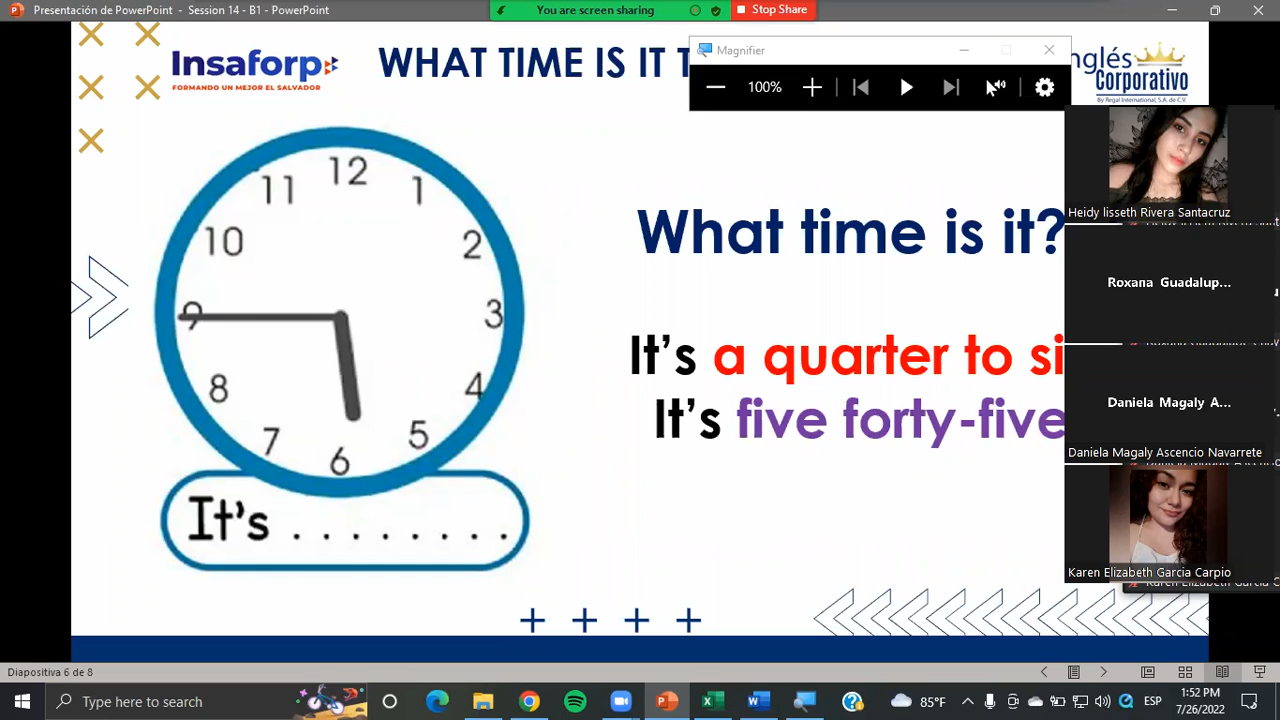 Presentación de PowerPoint - Session 14 - B1 - PowerPoint
You are screen sharing
Stop Share
Insaforp
FORMANDO UN MEJOR EL SALVADOR
WHAT TIME IS IT
Magnifier
100%
nglés
Corporativo
By Regal International, S.A. de C.V.
12
11
1
10
2
9
3
8
4
7
5
6
It's ........
What time is it?
It's a quarter to si
It's five forty-five
Heidy lisseth Rivera Santacruz
Roxana Guadalup...
Daniela Magaly A...
Daniela Magaly Ascencio Navarrete
Karen Elizabeth Garcia Carpio
Diapositiva 6 de 8
Type here to search
85°F
ESP
1:52 PM
7/26/2022